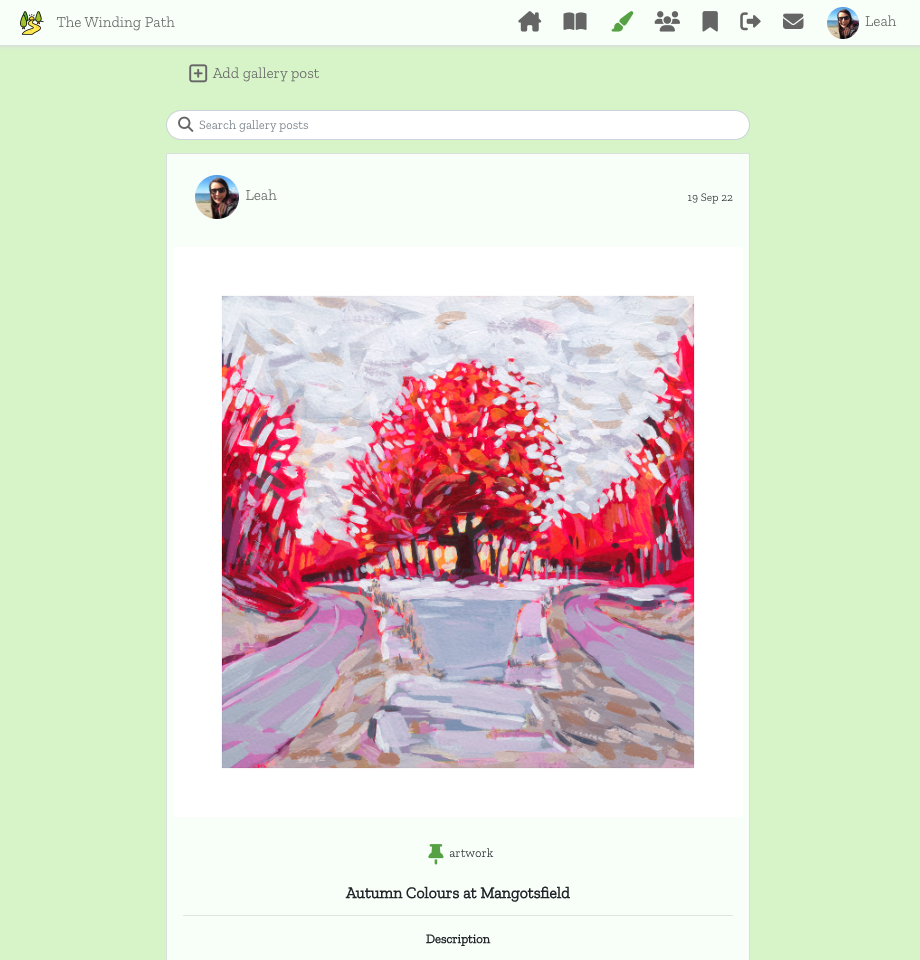 The Winding Path
Leah
Add gallery post
Search gallery posts
Leah
19 Sep 22
artwork
Autumn Colours at Mangotsfield
Description